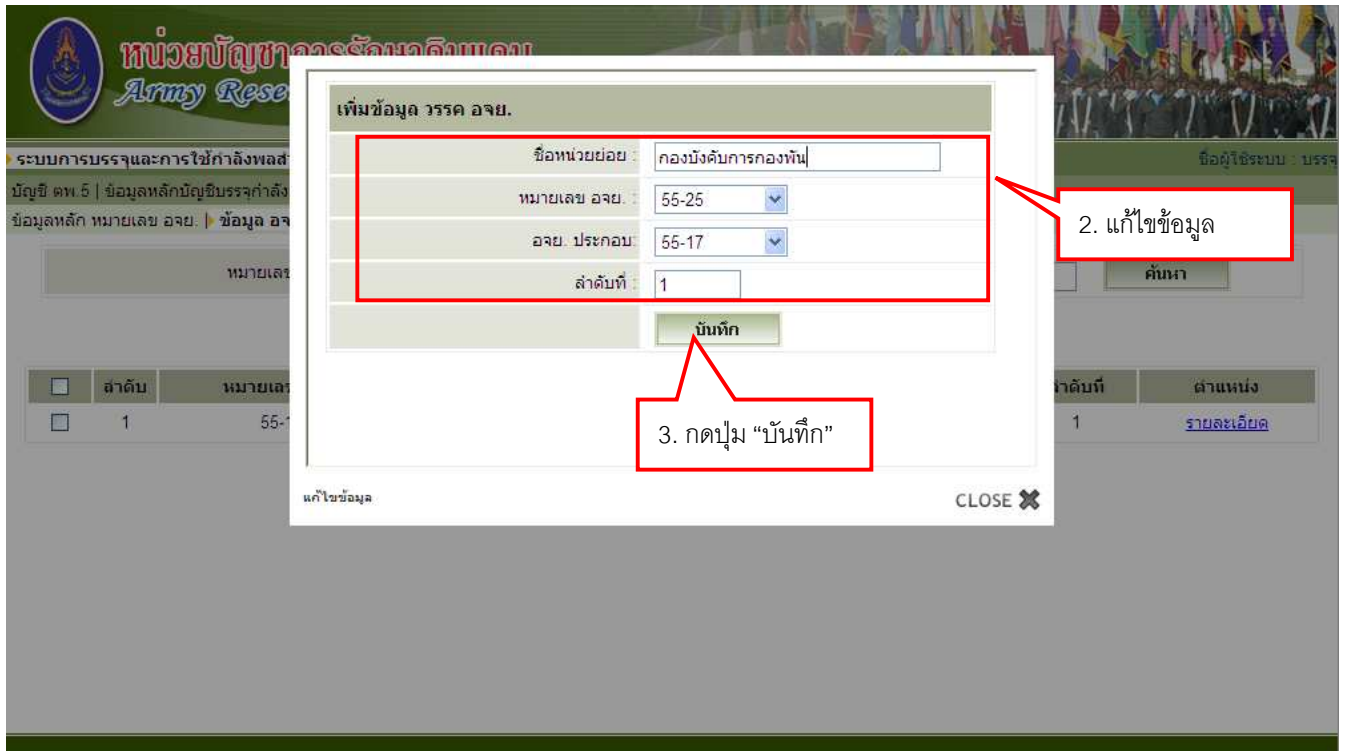 หน่วยบัญชาการรักษาดินแดน
Army Rese
ระบบการบรรจุและการใช้กำลังพลสำ
ชื่อผู้ใช้ระบบ : บรรจุ
บัญชี ตพ.5 | ข้อมูลหลักบัญชีบรรจุกำลัง
ข้อมูลหลัก หมายเลข อจย. ข้อมูล อจ
หมายเลข
ค้นหา
เพิ่มข้อมูล วรรค อจย.
ชื่อหน่วยย่อย : กองบังคับการกองพัน
หมายเลข อจย. : 55-25
อจย. ประกอบ: 55-17
ลำดับที่ : 1
บันทึก
2. แก้ไขข้อมูล
3. กดปุ่ม “บันทึก”
ลำดับ หมายเลข ลำดับที่ ตำแหน่ง
1 55-1 1 รายละเอียด
แก้ไขข้อมูล
CLOSE